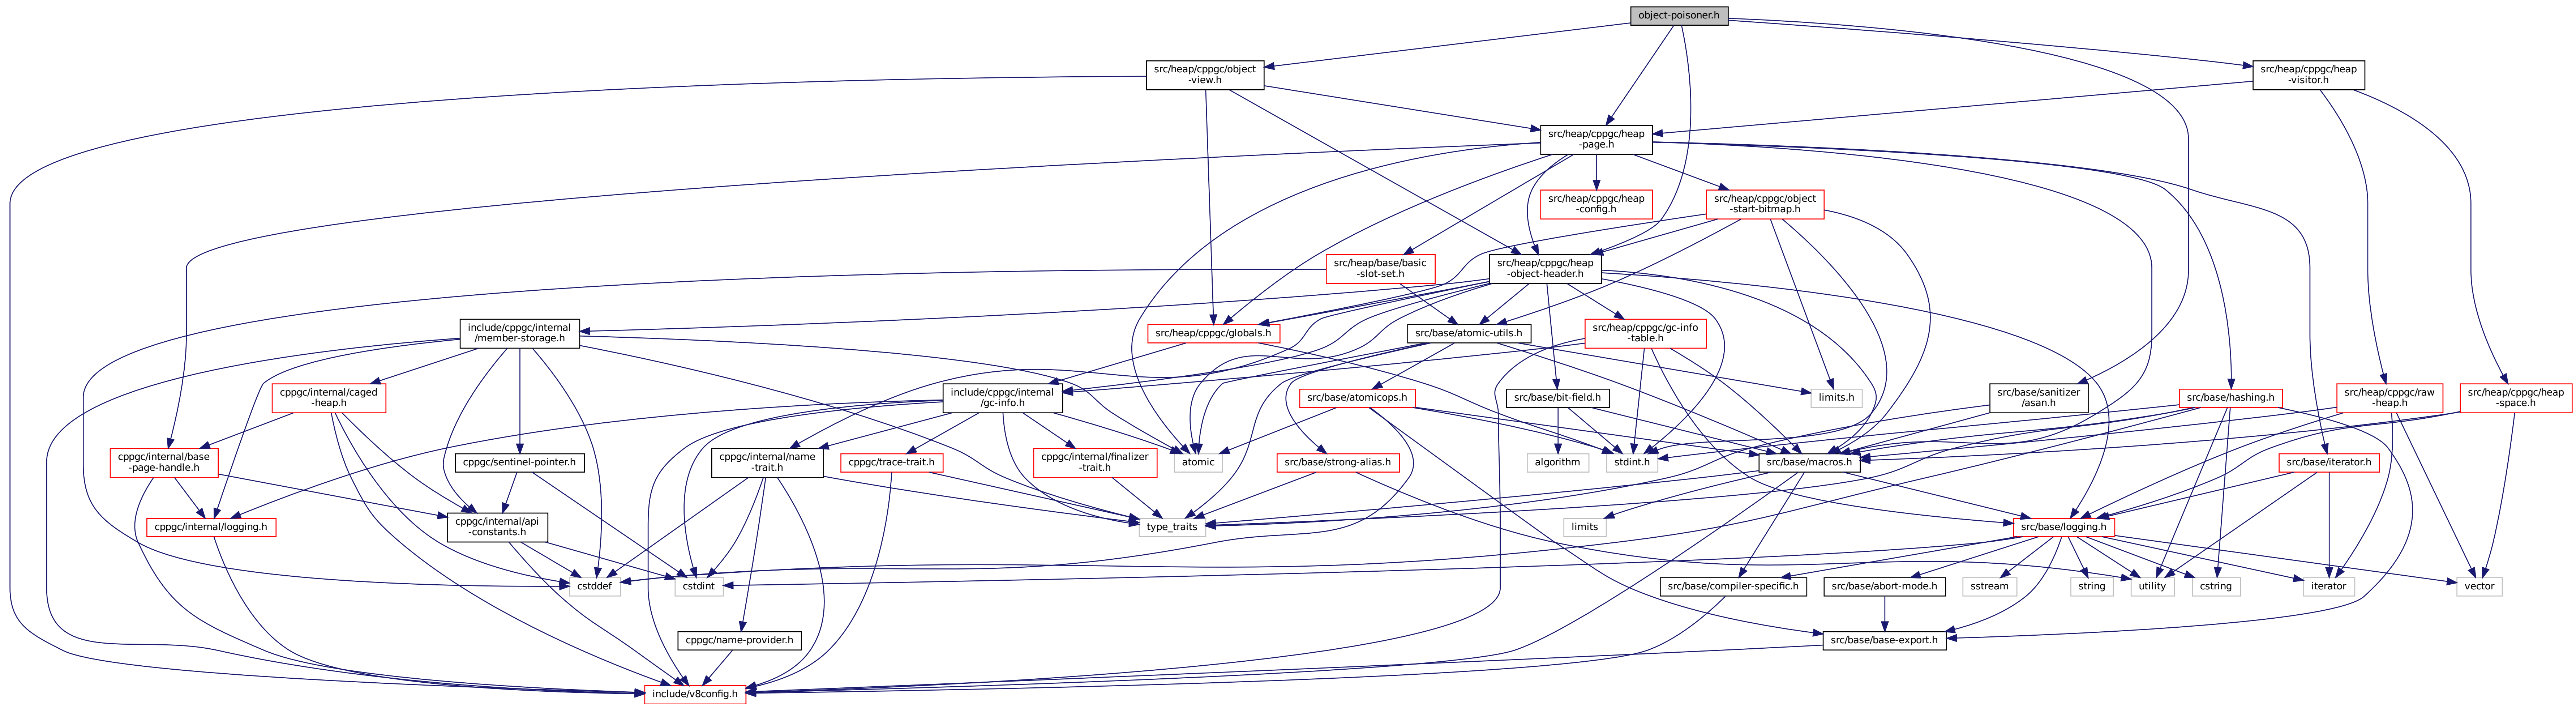 object-poisoner.h
src/heap/cppgc/object
-view.h
src/heap/cppgc/heap
-visitor.h
src/heap/cppgc/heap
-page.h
src/heap/cppgc/heap
-config.h
src/heap/cppgc/object
-start-bitmap.h
src/heap/base/basic
-slot-set.h
src/heap/cppgc/heap
-object-header.h
include/cppgc/internal
/member-storage.h
src/heap/cppgc/globals.h
src/base/atomic-utils.h
src/heap/cppgc/gc-info
-table.h
cppgc/internal/caged
-heap.h
include/cppgc/internal
/gc-info.h
src/base/atomicops.h
src/base/bit-field.h
limits.h
src/base/sanitizer
/asan.h
src/base/hashing.h
src/heap/cppgc/raw
-heap.h
src/heap/cppgc/heap
-space.h
cppgc/internal/base
-page-handle.h
cppgc/sentinel-pointer.h
cppgc/internal/name
-trait.h
cppgc/trace-trait.h
cppgc/internal/finalizer
-trait.h
atomic
src/base/strong-alias.h
algorithm
stdint.h
src/base/macros.h
src/base/iterator.h
cppgc/internal/logging.h
cppgc/internal/api
-constants.h
type_traits
limits
src/base/logging.h
cstddef
cstdint
src/base/compiler-specific.h
src/base/abort-mode.h
sstream
string
utility
cstring
iterator
vector
cppgc/name-provider.h
src/base/base-export.h
include/v8config.h